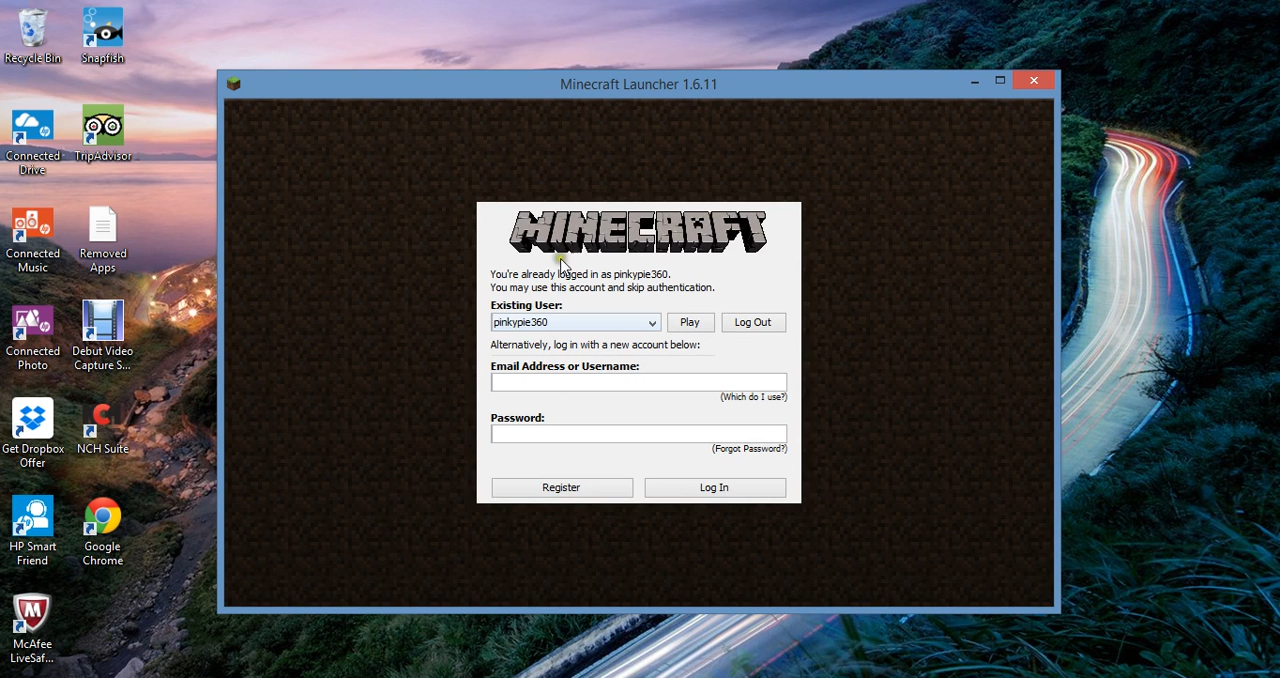 Recycle Bin
Snapfish
Connected
Drive
TripAdvisor
Connected
Music
Removed
Apps
Connected
Photo
Debut Video
Capture S...
Get Dropbox
Offer
NCH Suite
HP Smart
Friend
Google
Chrome
McAfee
LiveSaf...
Minecraft Launcher 1.6.11
MINECRAFT
You're already logged in as pinkypie360.
You may use this account and skip authentication.
Existing User:
pinkypie360
Play
Log Out
Alternatively, log in with a new account below:
Email Address or Username:
(Which do I use?)
Password:
(Forgot Password?)
Register
Log In